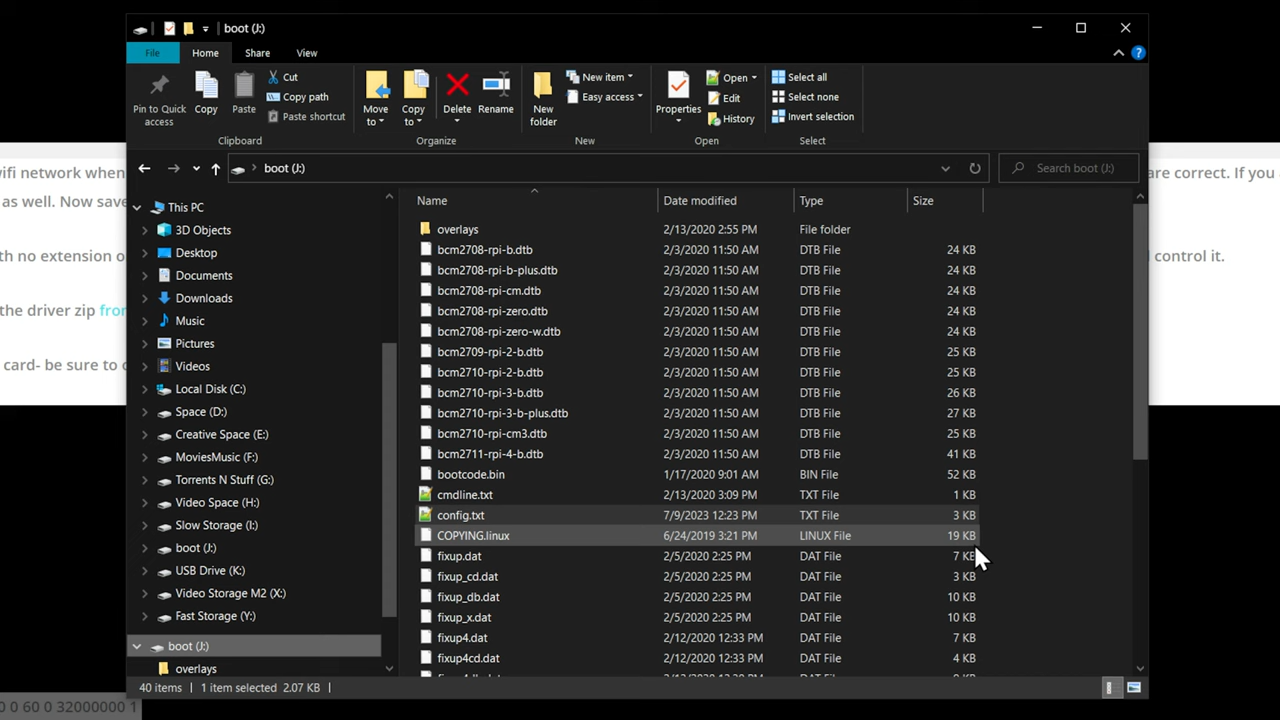 boot (J:)
File
Home
Share
View
Pin to Quick access
Copy
Paste
Cut
Copy path
Paste shortcut
Clipboard
Move to
Copy to
Delete
Rename
Organize
New folder
New item
Easy access
New
Properties
Open
Edit
History
Open
Select all
Select none
Invert selection
Select
boot (J:)
Search boot (J:)
wifi network when
are correct. If you
as well. Now save
th no extension o
control it.
the driver zip from
card- be sure to
This PC
3D Objects
Desktop
Documents
Downloads
Music
Pictures
Videos
Local Disk (C:)
Space (D:)
Creative Space (E:)
MoviesMusic (F:)
Torrents N Stuff (G:)
Video Space (H:)
Slow Storage (I:)
boot (J:)
USB Drive (K:)
Video Storage M2 (X:)
Fast Storage (Y:)
boot (J:)
overlays
Name Date modified Type Size
overlays 2/13/2020 2:55 PM File folder
bcm2708-rpi-b.dtb 2/3/2020 11:50 AM DTB File 24 KB
bcm2708-rpi-b-plus.dtb 2/3/2020 11:50 AM DTB File 24 KB
bcm2708-rpi-cm.dtb 2/3/2020 11:50 AM DTB File 24 KB
bcm2708-rpi-zero.dtb 2/3/2020 11:50 AM DTB File 24 KB
bcm2708-rpi-zero-w.dtb 2/3/2020 11:50 AM DTB File 24 KB
bcm2709-rpi-2-b.dtb 2/3/2020 11:50 AM DTB File 25 KB
bcm2710-rpi-2-b.dtb 2/3/2020 11:50 AM DTB File 25 KB
bcm2710-rpi-3-b.dtb 2/3/2020 11:50 AM DTB File 26 KB
bcm2710-rpi-3-b-plus.dtb 2/3/2020 11:50 AM DTB File 27 KB
bcm2710-rpi-cm3.dtb 2/3/2020 11:50 AM DTB File 25 KB
bcm2711-rpi-4-b.dtb 2/3/2020 11:50 AM DTB File 41 KB
bootcode.bin 1/17/2020 9:01 AM BIN File 52 KB
cmdline.txt 2/13/2020 3:09 PM TXT File 1 KB
config.txt 7/9/2023 12:23 PM TXT File 3 KB
COPYING.linux 6/24/2019 3:21 PM LINUX File 19 KB
fixup.dat 2/5/2020 2:25 PM DAT File 7 KB
fixup_cd.dat 2/5/2020 2:25 PM DAT File 3 KB
fixup_db.dat 2/5/2020 2:25 PM DAT File 10 KB
fixup_x.dat 2/5/2020 2:25 PM DAT File 10 KB
fixup4.dat 2/12/2020 12:33 PM DAT File 7 KB
fixup4cd.dat 2/12/2020 12:33 PM DAT File 4 KB
40 items 1 item selected 2.07 KB
0 0 60 0 32000000 1